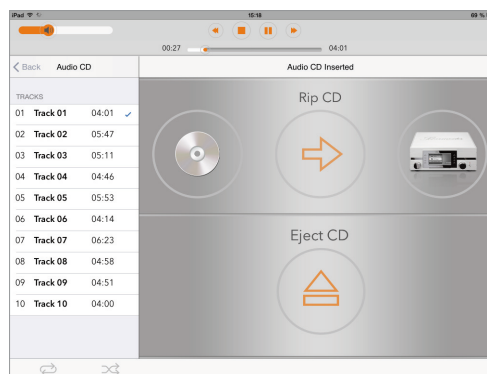 iPad 15:18 69 %
00:27 04:01
Back Audio CD Audio CD Inserted
TRACKS
01 Track 01 04:01
02 Track 02 05:47
03 Track 03 05:11
04 Track 04 04:46
05 Track 05 05:53
06 Track 06 04:14
07 Track 07 06:23
08 Track 08 04:58
09 Track 09 04:51
10 Track 10 04:00
Rip CD
Eject CD